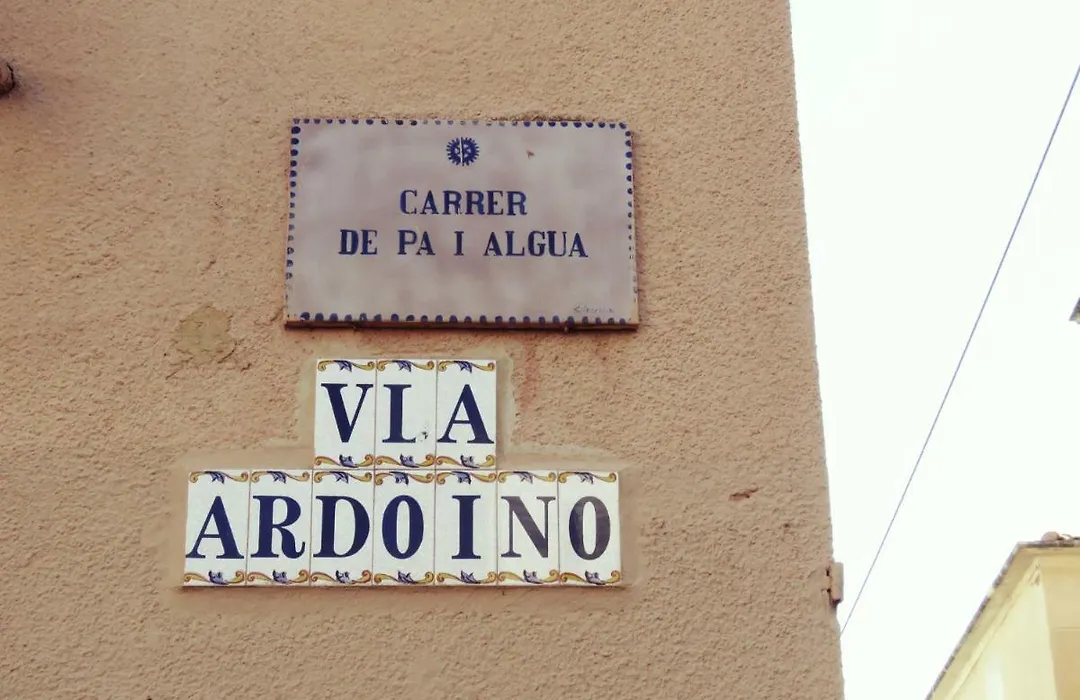 CARRER
DE PA I ALGUA
VIA
ARDOINO